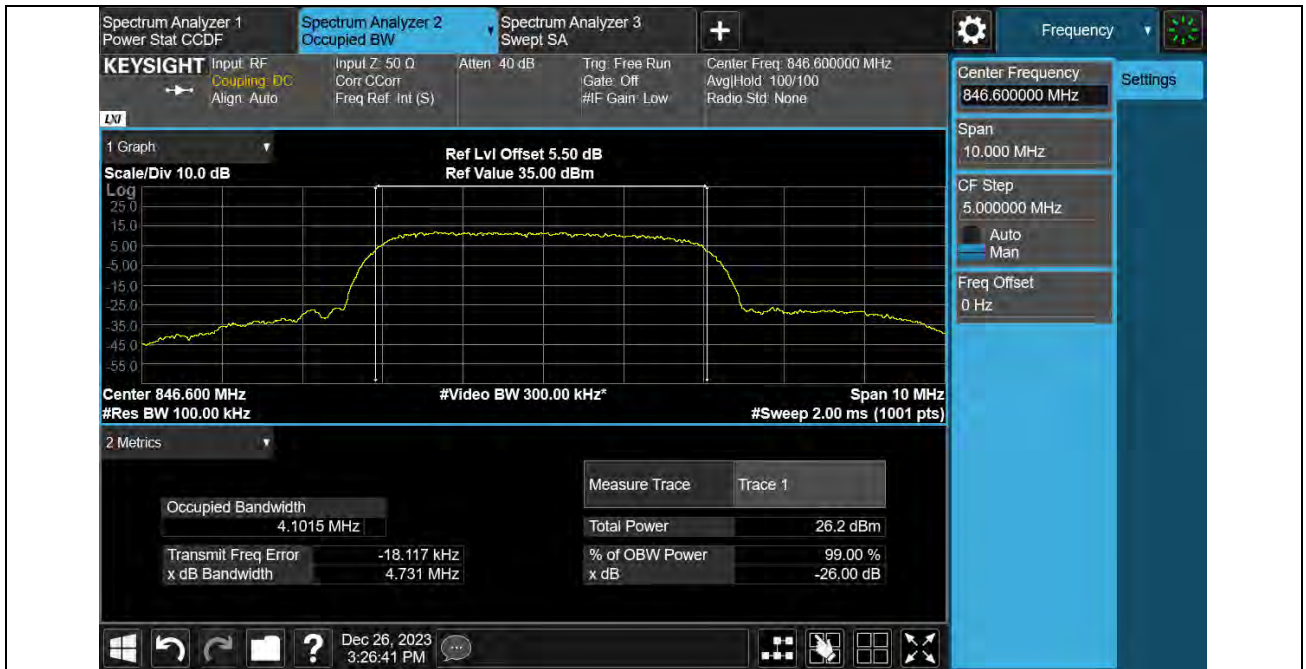 Spectrum Analyzer 1
Power Stat CCDF
Spectrum Analyzer 2
Occupied BW
Spectrum Analyzer 3
Swept SA
Frequency
KEYSIGHT
Input: RF
Coupling: DC
Align: Auto
Input Z: 50 Ω
Corr CCorr
Freq Ref: Int (S)
Atten: 40 dB
Trig: Free Run
Gate: Off
#IF Gain: Low
Center Freq: 846.600000 MHz
Avg|Hold: 100/100
Radio Std: None
LXI
Center Frequency
846.600000 MHz
Settings
Span
10.000 MHz
CF Step
5.000000 MHz
Auto
Man
Freq Offset
0 Hz
1 Graph
Ref Lvl Offset 5.50 dB
Scale/Div 10.0 dB
Ref Value 35.00 dBm
Log
25.0
15.0
5.00
-5.00
-15.0
-25.0
-35.0
-45.0
-55.0
Center 846.600 MHz
#Video BW 300.00 kHz*
Span 10 MHz
#Res BW 100.00 kHz
#Sweep 2.00 ms (1001 pts)
2 Metrics
Measure Trace
Trace 1
Occupied Bandwidth
4.1015 MHz
Total Power
26.2 dBm
Transmit Freq Error
-18.117 kHz
% of OBW Power
99.00 %
x dB Bandwidth
4.731 MHz
x dB
-26.00 dB
?
Dec 26, 2023
3:26:41 PM